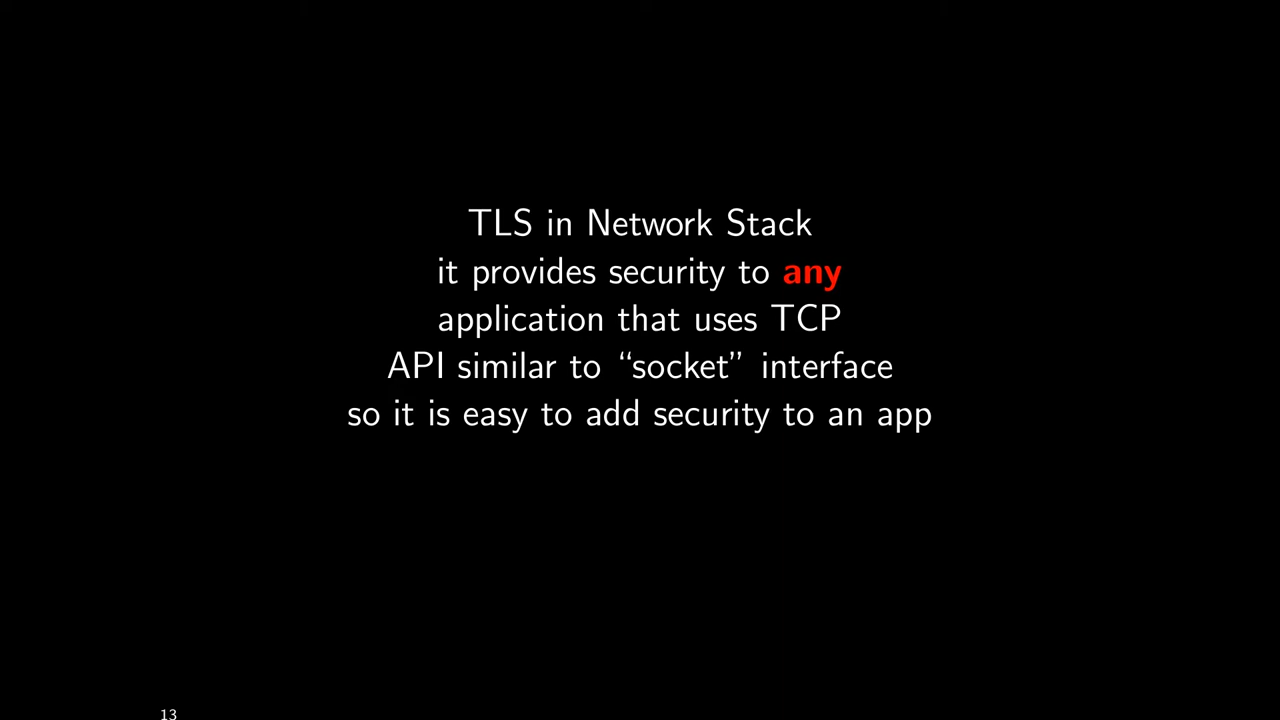 TLS in Network Stack
it provides security to any
application that uses TCP
API similar to “socket” interface
so it is easy to add security to an app
13